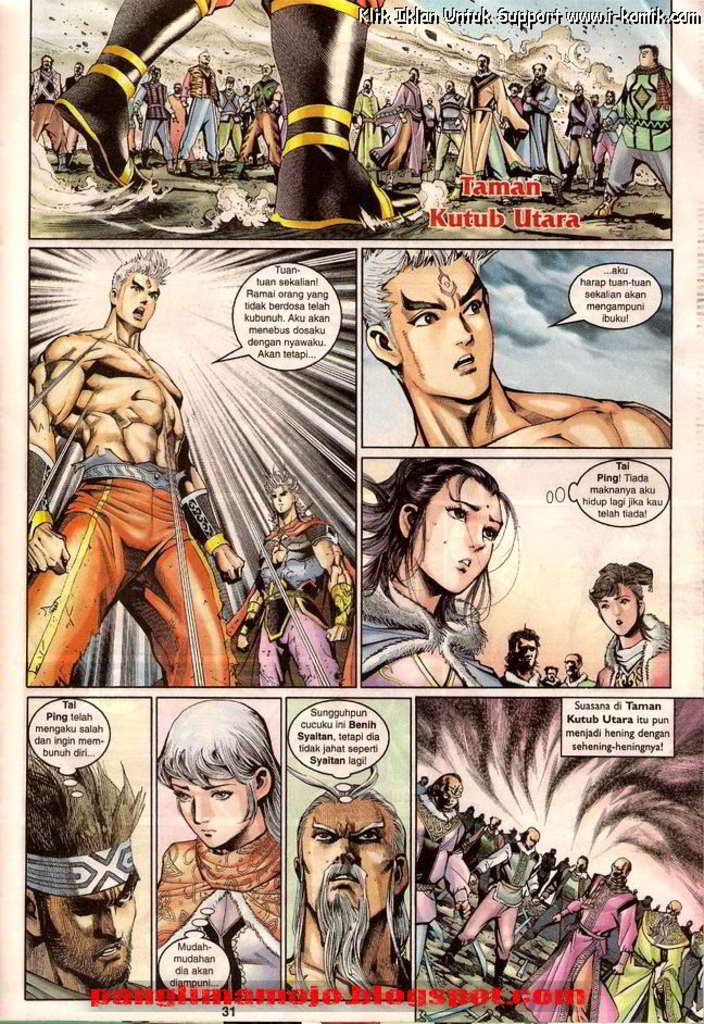 Klik Iklan Untuk Support www.ir-komik.com
Taman
Kutub Utara
Tuan-
tuan sekalian!
Ramai orang yang
tidak berdosa telah
kubunuh. Aku akan
menebus dosaku
dengan nyawaku.
Akan tetapi...
...aku
harap tuan-tuan
sekalian akan
mengampuni
ibuku!
Tai
Ping! Tiada
maknanya aku
hidup lagi jika kau
telah tiada!
Tai
Ping telah
mengaku salah
dan ingin mem-
bunuh diri...
Mudah-
mudahan
dia akan
diampuni...
Sungguhpun
cucuku ini Benih
Syaitan, tetapi dia
tidak jahat seperti
Syaitan lagi!
Suasana di Taman
Kutub Utara itu pun
menjadi hening dengan
sehening-heningnya!
panglimamojo.blogspot.com
31